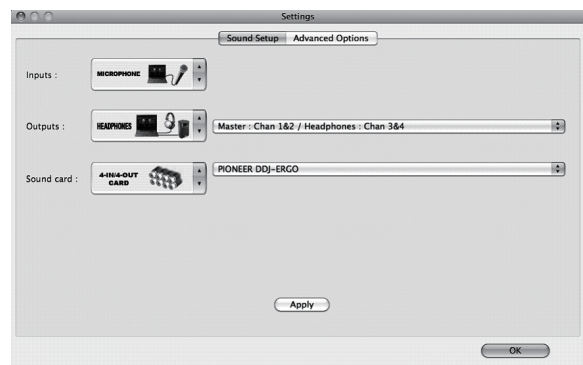 Settings
Sound Setup Advanced Options
Inputs : MICROPHONE
Outputs : HEADPHONES Master : Chan 1&2 / Headphones : Chan 3&4
Sound card : 4-IN/4-OUT CARD PIONEER DDJ-ERGO
Apply
OK